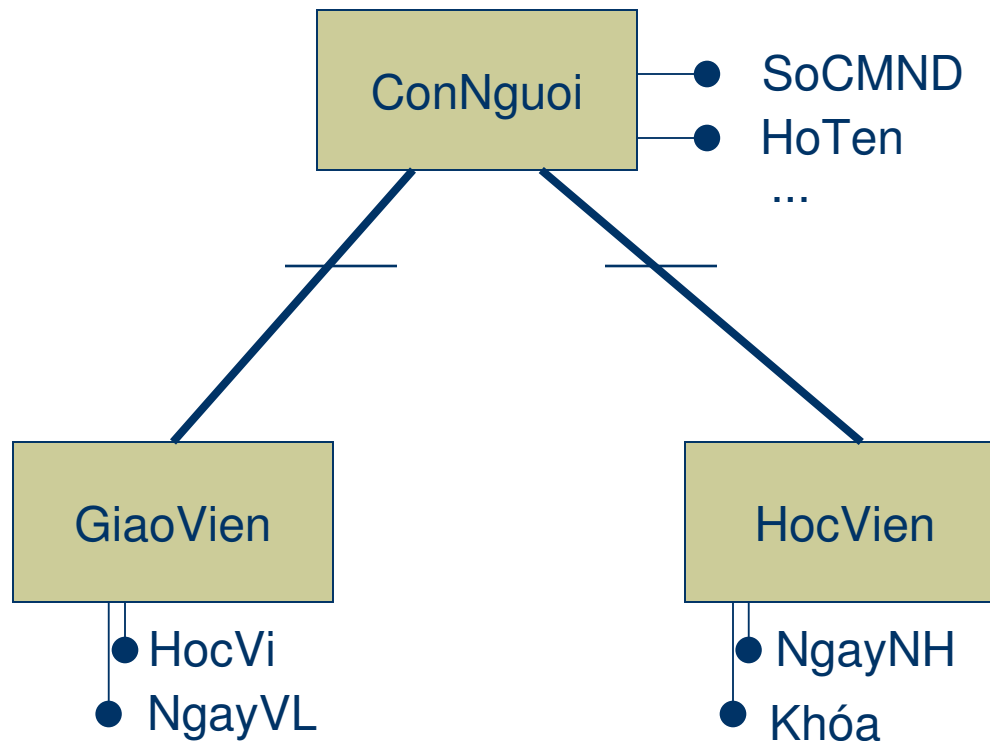 ConNguoi
SoCMND
HoTen
...
GiaoVien
HocVien
HocVi
NgayVL
NgayNH
Khóa